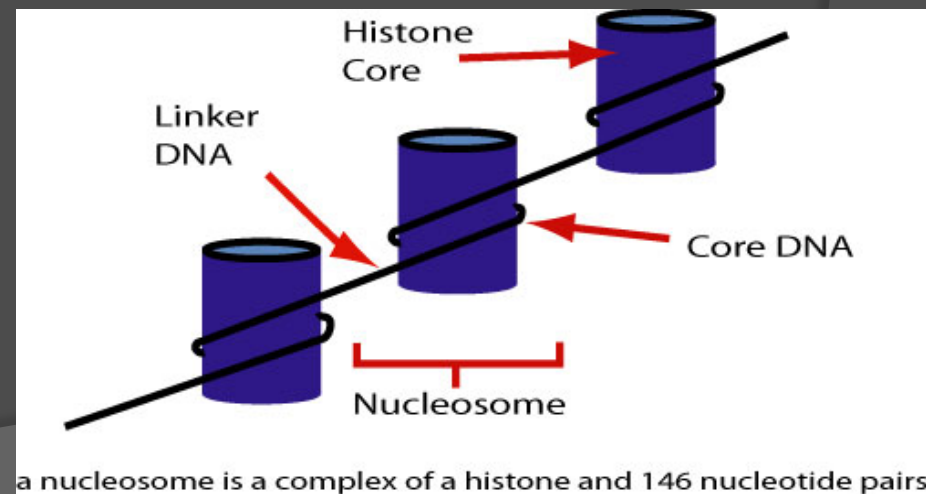 Histone
Core
Linker
DNA
Core DNA
Nucleosome
a nucleosome is a complex of a histone and 146 nucleotide pairs